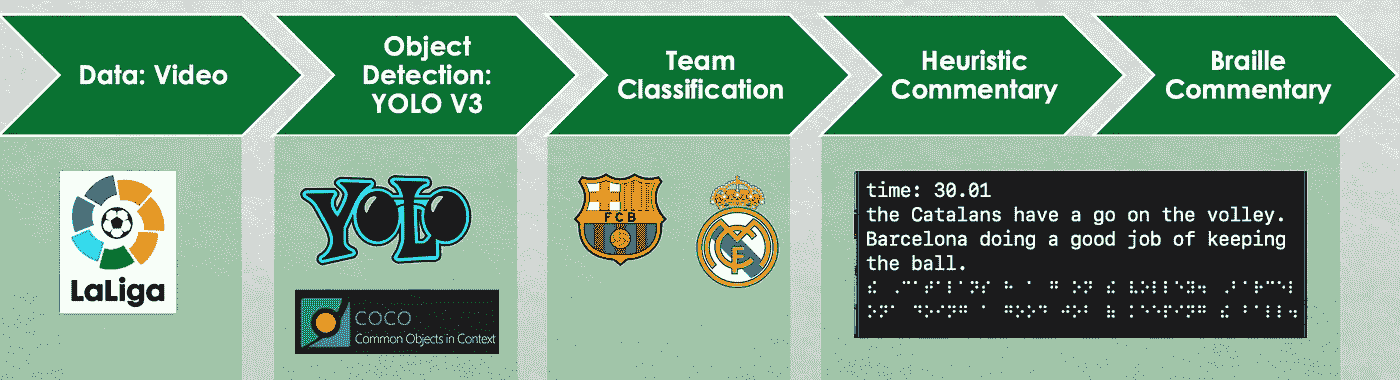 Data: Video
Object
Detection:
YOLO V3
Team
Classification
Heuristic
Commentary
Braille
Commentary
LaLiga
YOLO
COCO
Common Objects in Context
FCB
time: 30.01
the Catalans have a go on the volley.
Barcelona doing a good job of keeping
the ball.